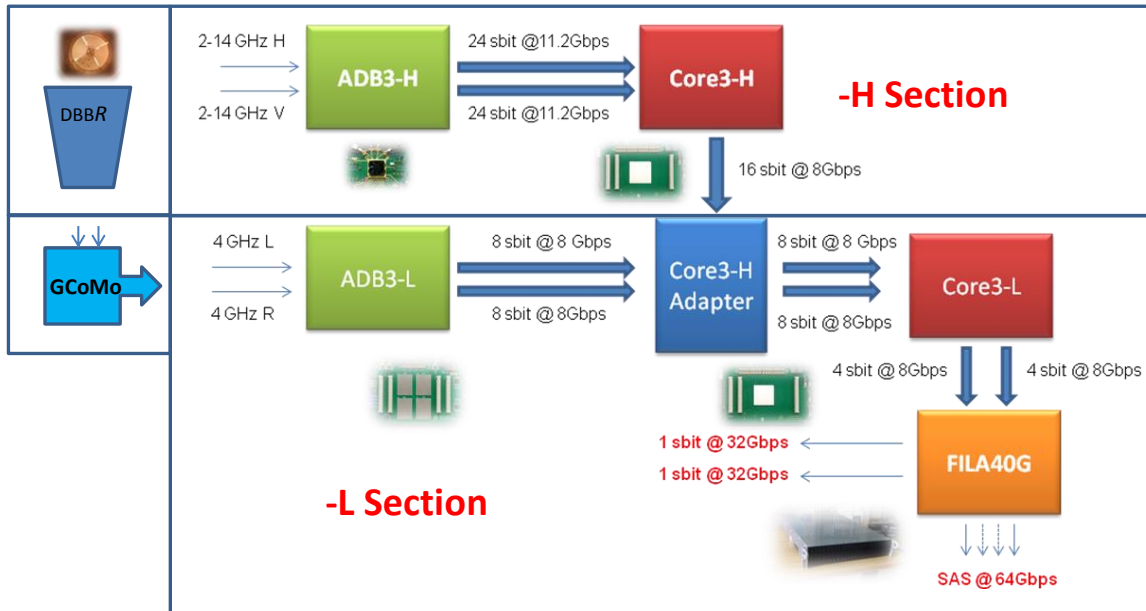 DBBR
2-14 GHz H
2-14 GHz V
ADB3-H
24 sbit @11.2Gbps
24 sbit @11.2Gbps
Core3-H
-H Section
16 sbit @ 8Gbps
GCoMo
4 GHz L
4 GHz R
ADB3-L
8 sbit @ 8 Gbps
8 sbit @ 8Gbps
Core3-H
Adapter
8 sbit @ 8 Gbps
8 sbit @ 8Gbps
Core3-L
4 sbit @ 8Gbps
4 sbit @ 8Gbps
FILA40G
1 sbit @ 32Gbps
1 sbit @ 32Gbps
-L Section
SAS @ 64Gbps